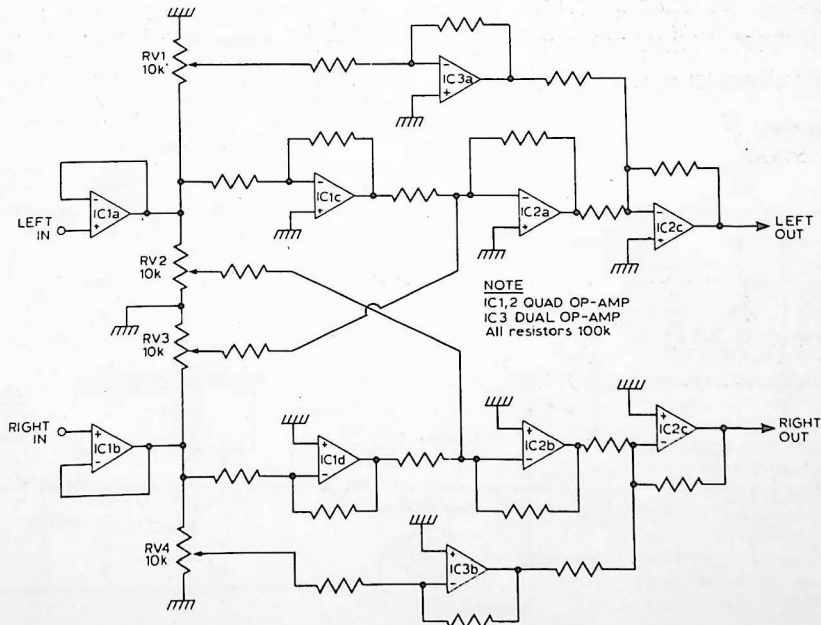 RV1
10k
IC3a
IC1c
IC1a
LEFT
IN
IC2a
IC2c
LEFT
OUT
RV2
10k
NOTE
IC1,2 QUAD OP-AMP
IC3 DUAL OP-AMP
All resistors 100k
RV3
10k
RIGHT
IN
IC1b
IC1d
IC2b
IC2c
RIGHT
OUT
RV4
10k
IC3b